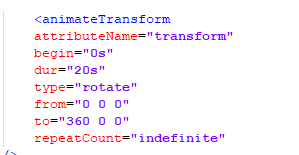 <animateTransform
attributeName="transform"
begin="0s"
dur="20s"
type="rotate"
from="0 0 0"
to="360 0 0"
repeatCount="indefinite"
/>